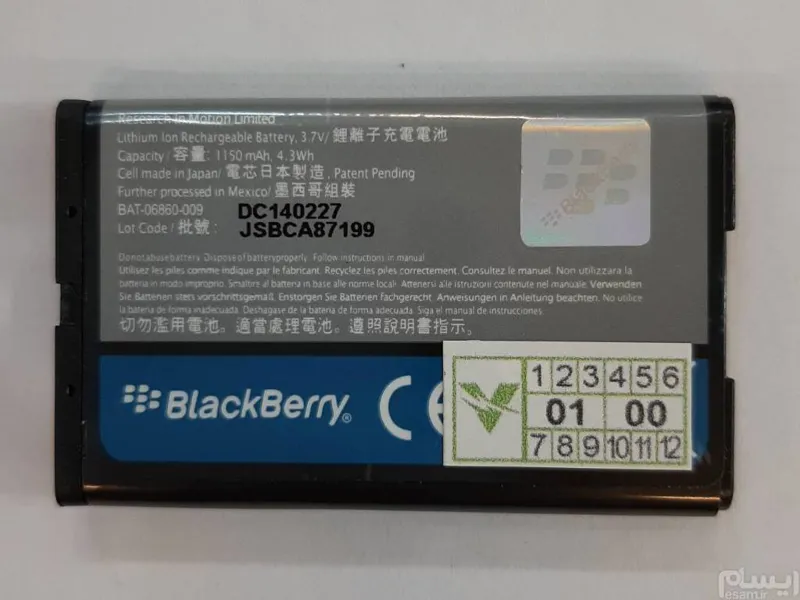 Research In Motion Limited
Lithium Ion Rechargeable Battery, 3.7V/ 鋰離子充電電池
Capacity / 容量: 1150 mAh, 4.3Wh
Cell made in Japan/ 電芯日本製造, Patent Pending
Further processed in Mexico/ 墨西哥組裝
BAT-06860-009 DC140227
Lot Code / 批號: JSBCA87199
Do not abuse battery. Dispose of battery properly. Follow instructions in manual
Utilisez les piles comme indique par le fabricant. Recyclez les piles correctement. Consultez le manuel. Non utilizzara la
bateria in modo improprio. Smaltire al bateria in base alle norme locali. Attenersi alle istruzioni contenute nel manuale. Verwenden
Sie Batterien stets vorschriftsgemäß. Enstorgen Sie Batterien fachgerecht. Anweisungen in Anleitung beachten. No utilice
la bateria de forma inadecuada. Deshagase de la bateria de forma adecuada. Siga el manual de instrucciones.
切勿濫用電池。適當處理電池。遵照說明書指示。
BlackBerry® CE
1 2 3 4 5 6
01 00
7 8 9 10 11 12
BlackBerry
ایسام
esam.ir